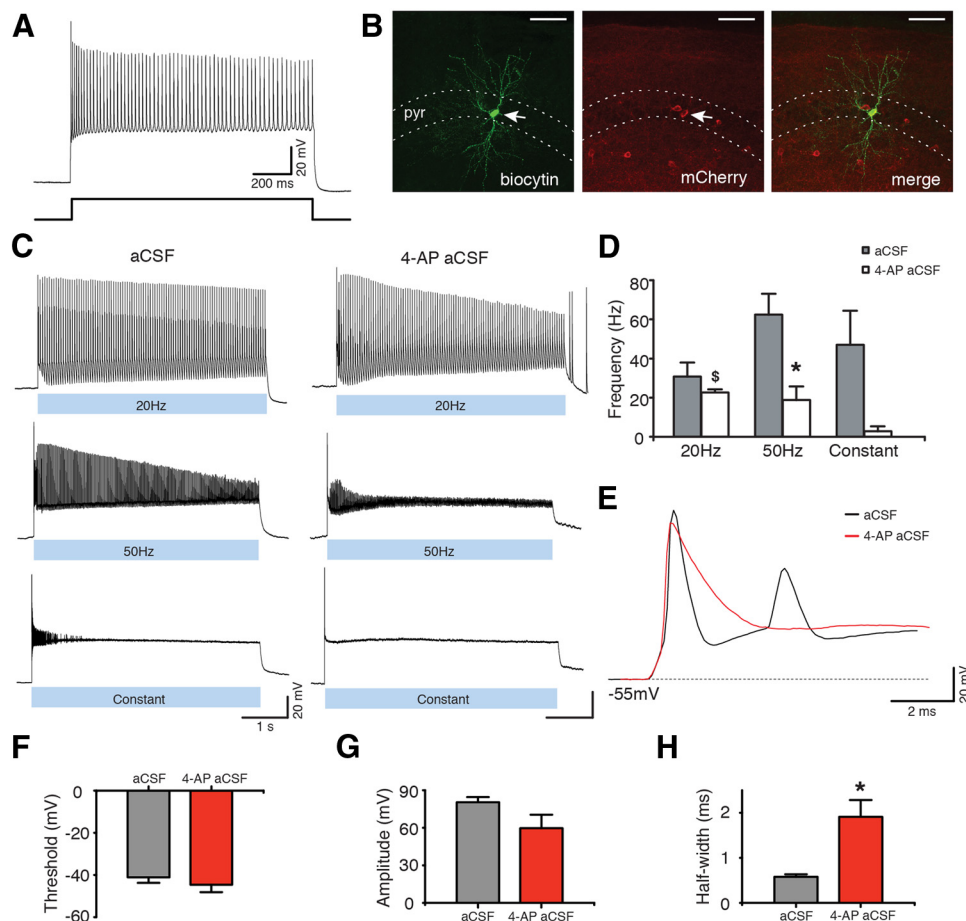 A
20 mV
200 ms
B
pyr
biocytin
mCherry
merge
C
aCSF
4-AP aCSF
20Hz
20Hz
50Hz
50Hz
Constant
Constant
20 mV
1 s
D
aCSF
4-AP aCSF
Frequency (Hz)
80
60
40
20
0
$
*
20Hz
50Hz
Constant
E
aCSF
4-AP aCSF
-55mV
20 mV
2 ms
F
aCSF
4-AP aCSF
Threshold (mV)
0
-20
-40
-60
G
Amplitude (mV)
90
60
30
0
aCSF
4-AP aCSF
H
Half-width (ms)
2
1
0
*
aCSF
4-AP aCSF